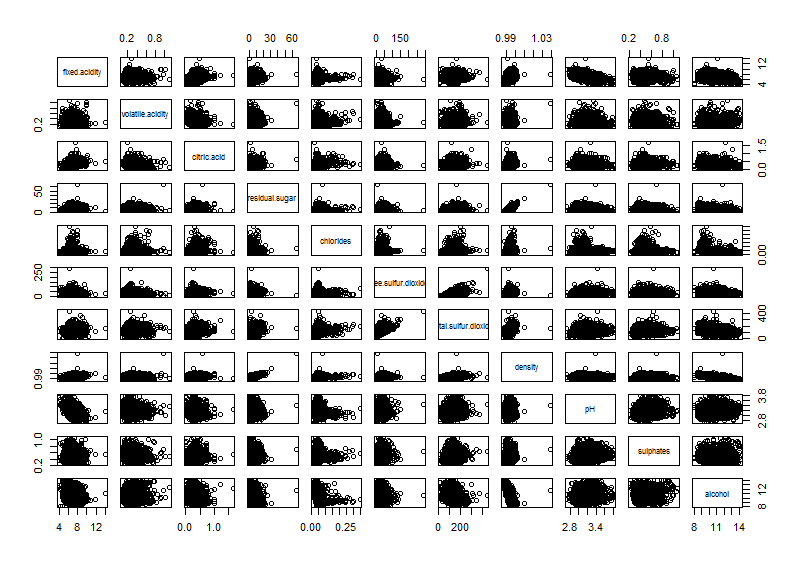 0.2 0.8
0 30 60
0 150
0.99 1.03
0.2 0.8
fixed.acidity
4 12
0.2
volatile.acidity
citric.acid
0.0 1.5
0 50
residual.sugar
chlorides
0.00
0 250
ee.sulfur.dioxide
tal.sulfur.dioxid
0 400
0.99
density
pH
2.8 3.8
0.2 1.0
sulphates
alcohol
8 12
4 8 12
0.0 1.0
0.00 0.25
0 200
2.8 3.4
8 11 14